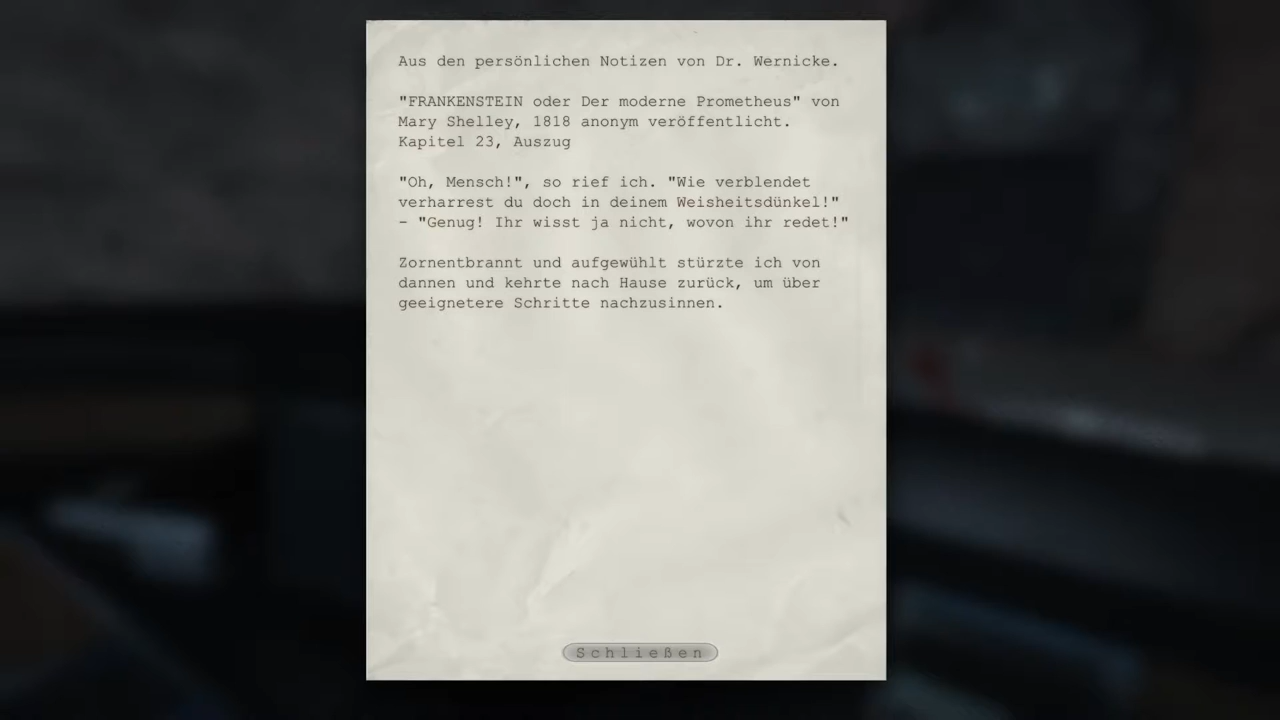 Aus den persönlichen Notizen von Dr. Wernicke.
"FRANKENSTEIN oder Der moderne Prometheus" von
Mary Shelley, 1818 anonym veröffentlicht.
Kapitel 23, Auszug
"Oh, Mensch!", so rief ich. "Wie verblendet
verharrest du doch in deinem Weisheitsdünkel!"
– "Genug! Ihr wisst ja nicht, wovon ihr redet!"
Zornentbrannt und aufgewühlt stürzte ich von
dannen und kehrte nach Hause zurück, um über
geeignetere Schritte nachzusinnen.
Schließen